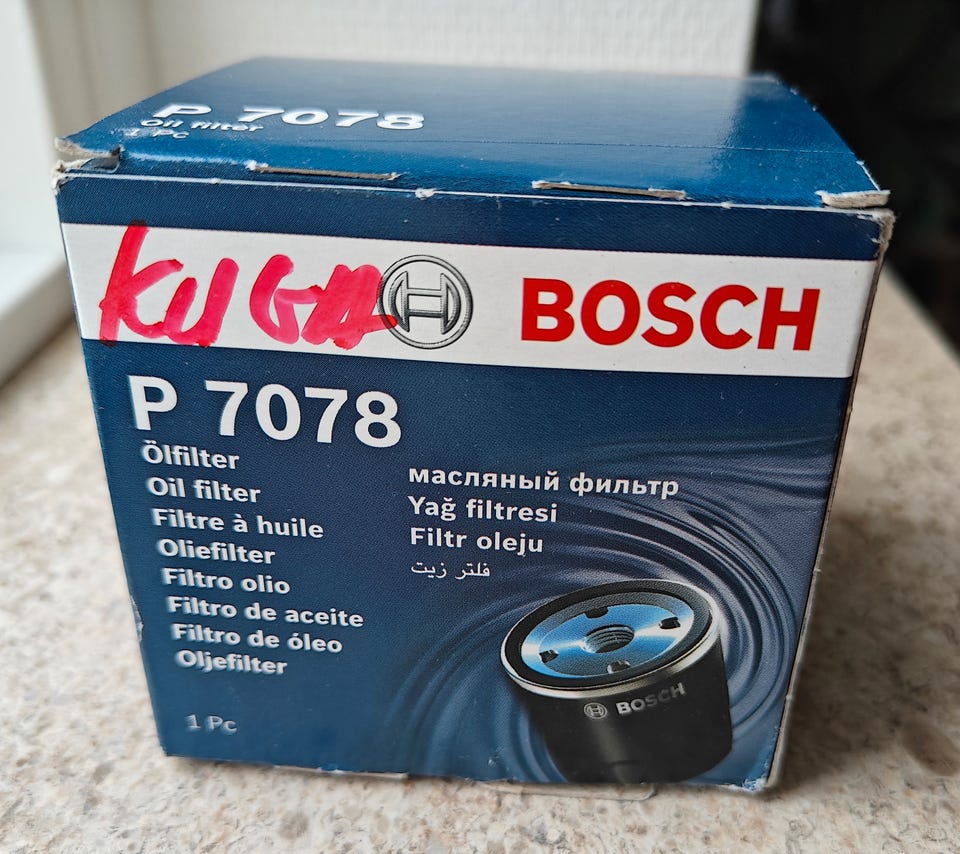 P 7078
Oil filter
1 Pc
KUGA
BOSCH
P 7078
Ölfilter
Oil filter
Filtre à huile
Oliefilter
Filtro olio
Filtro de aceite
Filtro de óleo
Oljefilter
1 Pc
масляный фильтр
Yağ filtresi
Filtr oleju
فلتر زيت
BOSCH